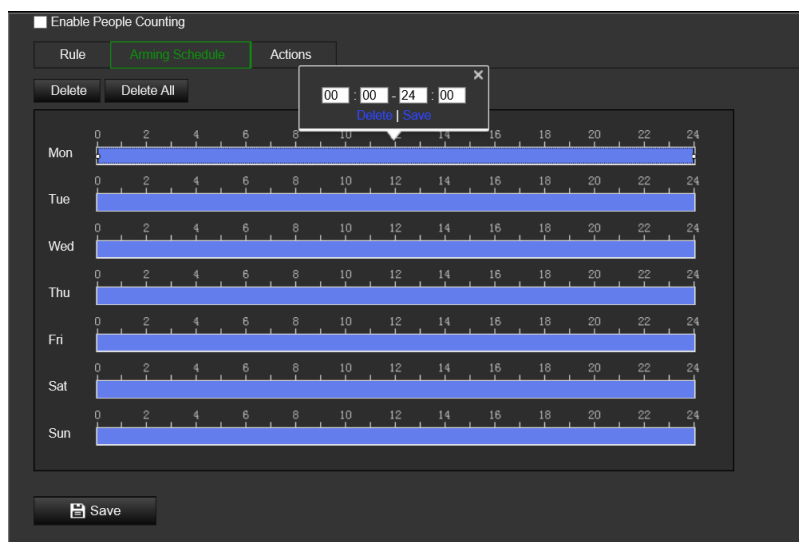 Enable People Counting
Rule Arming Schedule Actions
Delete Delete All
00 : 00 - 24 : 00
Delete | Save
0 2 4 6 8 10 12 14 16 18 20 22 24
Mon
0 2 4 6 8 10 12 14 16 18 20 22 24
Tue
0 2 4 6 8 10 12 14 16 18 20 22 24
Wed
0 2 4 6 8 10 12 14 16 18 20 22 24
Thu
0 2 4 6 8 10 12 14 16 18 20 22 24
Fri
0 2 4 6 8 10 12 14 16 18 20 22 24
Sat
0 2 4 6 8 10 12 14 16 18 20 22 24
Sun
Save